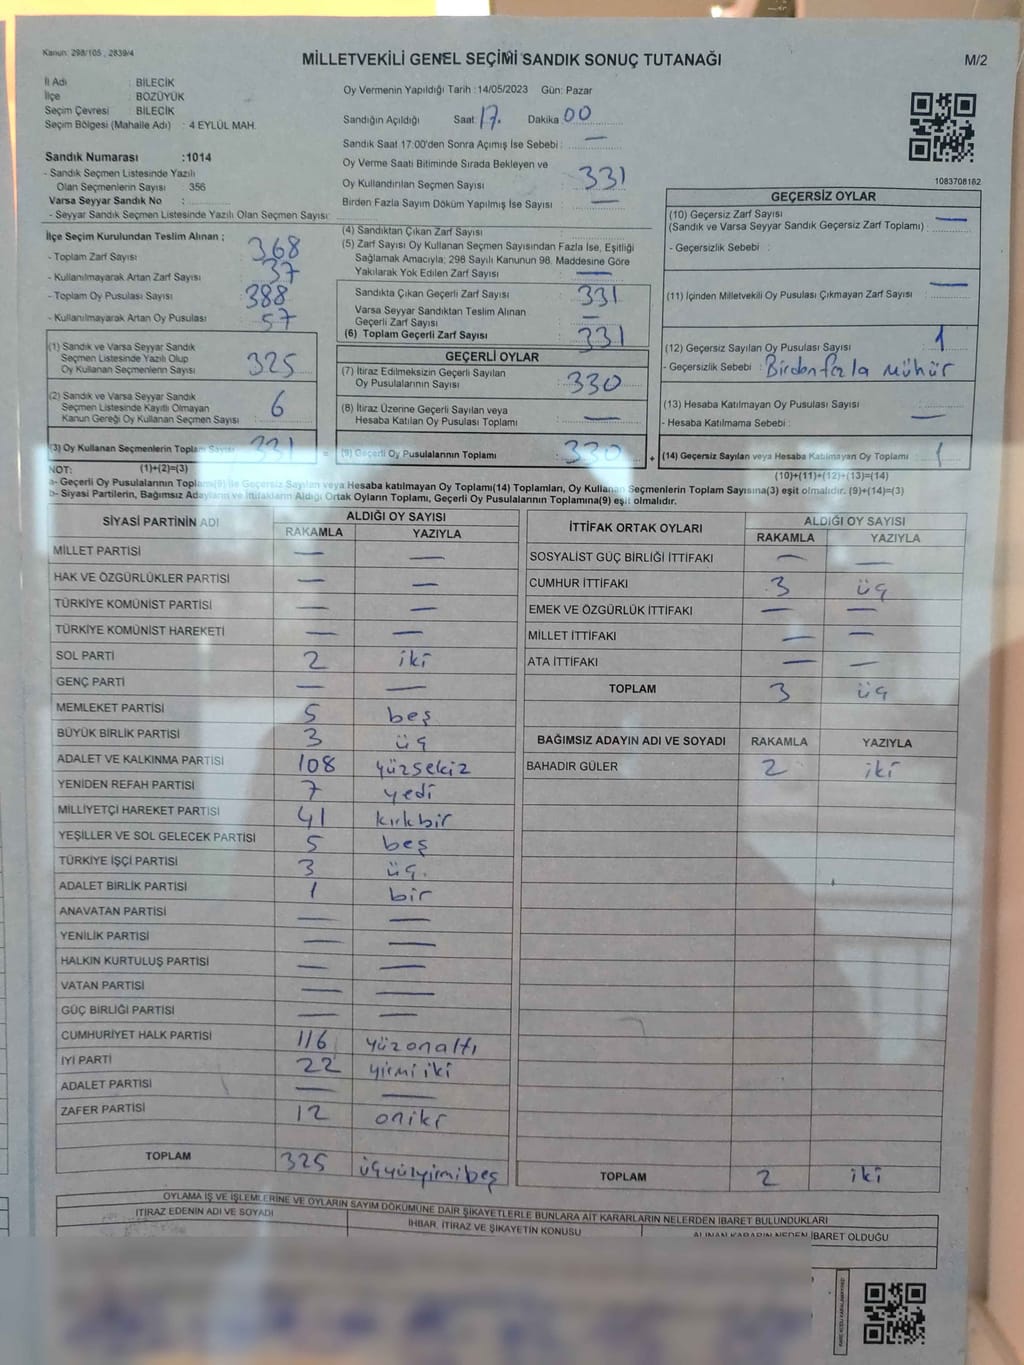 Kanun: 298/105 , 2839/4
MİLLETVEKİLİ GENEL SEÇİMİ SANDIK SONUÇ TUTANAĞI
M/2
İl Adı : BİLECİK
İlçe : BOZÜYÜK
Seçim Çevresi : BİLECİK
Seçim Bölgesi (Mahalle Adı) : 4 EYLÜL MAH.
Sandık Numarası :1014
- Sandık Seçmen Listesinde Yazılı
Olan Seçmenlerin Sayısı 356
Varsa Seyyar Sandık No :
- Seyyar Sandık Seçmen Listesinde Yazılı Olan Seçmen Sayısı :
Oy Vermenin Yapıldığı Tarih :14/05/2023 Gün: Pazar
Sandığın Açıldığı Saat: 17. Dakika: 00
Sandık Saat 17:00'den Sonra Açımış İse Sebebi : —
Oy Verme Saati Bitiminde Sırada Bekleyen ve
Oy Kullandırılan Seçmen Sayısı : 331
Birden Fazla Sayım Döküm Yapılmış İse Sayısı : —
1083708162
İlçe Seçim Kurulundan Teslim Alınan ;
- Toplam Zarf Sayısı : 368
- Kullanılmayarak Artan Zarf Sayısı : 37
- Toplam Oy Pusulası Sayısı : 388
- Kullanılmayarak Artan Oy Pusulası : 57
(1) Sandık ve Varsa Seyyar Sandık
Seçmen Listesinde Yazılı Olup
Oy Kullanan Seçmenlerin Sayısı 325
(2) Sandık ve Varsa Seyyar Sandık
Seçmen Listesinde Kayıtlı Olmayan
Kanun Gereği Oy Kullanan Seçmen Sayısı : 6
(3) Oy Kullanan Seçmenlerin Toplam Sayısı 331 =
(4) Sandıktan Çıkan Zarf Sayısı :
(5) Zarf Sayısı Oy Kullanan Seçmen Sayısından Fazla İse, Eşitliği
Sağlamak Amacıyla; 298 Sayılı Kanunun 98. Maddesine Göre
Yakılarak Yok Edilen Zarf Sayısı : —
Sandıkta Çıkan Geçerli Zarf Sayısı : 331
Varsa Seyyar Sandıktan Teslim Alınan
Geçerli Zarf Sayısı : —
(6) Toplam Geçerli Zarf Sayısı : 331
GEÇERLİ OYLAR
(7) İtiraz Edilmeksizin Geçerli Sayılan
Oy Pusulalarının Sayısı : 330
(8) İtiraz Üzerine Geçerli Sayılan veya
Hesaba Katılan Oy Pusulası Toplamı : —
(9) Geçerli Oy Pusulalarının Toplamı : 330 +
GEÇERSİZ OYLAR
(10) Geçersiz Zarf Sayısı —
(Sandık ve Varsa Seyyar Sandık Geçersiz Zarf Toplamı) :
- Geçersizlik Sebebi :
(11) İçinden Milletvekili Oy Pusulası Çıkmayan Zarf Sayısı : —
(12) Geçersiz Sayılan Oy Pusulası Sayısı : 1
- Geçersizlik Sebebi : Birden fazla mühür
(13) Hesaba Katılmayan Oy Pusulası Sayısı :
- Hesaba Katılmama Sebebi : —
(14) Geçersiz Sayılan veya Hesaba Katılmayan Oy Toplamı : 1
NOT: (1)+(2)=(3)
(10)+(11)+(12)+(13)=(14)
a- Geçerli Oy Pusulasının Toplamı(9) ile Geçersiz Sayılan veya Hesaba katılmayan Oy Toplamı(14) Toplamları, Oy Kullanan Seçmenlerin Toplam Sayısına(3) eşit olmalıdır. (9)+(14)=(3)
b- Siyasi Partilerin, Bağımsız Adayların ve İttifakların Aldığı Ortak Oyların Toplamı, Geçerli Oy Pusulalarının Toplamına(9) eşit olmalıdır.
SİYASİ PARTİNİN ADI ALDIĞI OY SAYISI
RAKAMLA YAZIYLA
MİLLET PARTİSİ — —
HAK VE ÖZGÜRLÜKLER PARTİSİ — —
TÜRKİYE KOMÜNİST PARTİSİ — —
TÜRKİYE KOMÜNİST HAREKETİ — —
SOL PARTİ 2 iki
GENÇ PARTİ — —
MEMLEKET PARTİSİ 5 beş
BÜYÜK BİRLİK PARTİSİ 3 üç
ADALET VE KALKINMA PARTİSİ 108 yüzsekiz
YENİDEN REFAH PARTİSİ 7 yedi
MİLLİYETÇİ HAREKET PARTİSİ 41 kırkbir
YEŞİLLER VE SOL GELECEK PARTİSİ 5 beş
TÜRKİYE İŞÇİ PARTİSİ 3 üç.
ADALET BİRLİK PARTİSİ 1 bir
ANAVATAN PARTİSİ — —
YENİLİK PARTİSİ — —
HALKIN KURTULUŞ PARTİSİ — —
VATAN PARTİSİ — —
GÜÇ BİRLİĞİ PARTİSİ — —
CUMHURİYET HALK PARTİSİ 116 yüzonaltı
İYİ PARTİ 22 yirmiiki
ADALET PARTİSİ — —
ZAFER PARTİSİ 12 oniki
TOPLAM 325 üçyüzyirmibeş
İTTİFAK ORTAK OYLARI ALDIĞI OY SAYISI
RAKAMLA YAZIYLA
SOSYALİST GÜÇ BİRLİĞİ İTTİFAKI — —
CUMHUR İTTİFAKI 3 üç
EMEK VE ÖZGÜRLÜK İTTİFAKI — —
MİLLET İTTİFAKI — —
ATA İTTİFAKI — —
TOPLAM 3 üç
BAĞIMSIZ ADAYIN ADI VE SOYADI RAKAMLA YAZIYLA
BAHADIR GÜLER 2 iki
TOPLAM 2 iki
OYLAMA İŞ VE İŞLEMLERİNE VE OYLARIN SAYIM DÖKÜMÜNE DAİR ŞİKAYETLERLE BUNLARA AİT KARARLARIN NELERDEN İBARET BULUNDUKLARI
İTİRAZ EDENİN ADI VE SOYADI İHBAR, İTİRAZ VE ŞİKAYETİN KONUSU ALINAN KARARIN NEDEN İBARET OLDUĞU